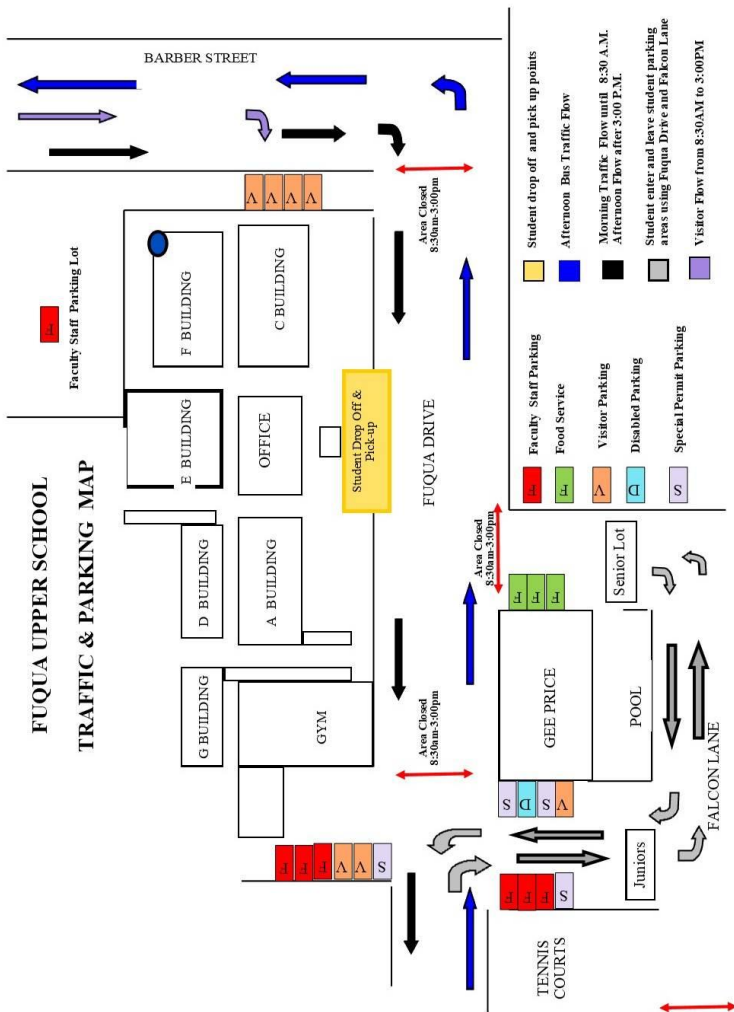 FUQUA UPPER SCHOOL
TRAFFIC & PARKING MAP
BARBER STREET
F
Faculty Staff Parking Lot
V V V V
F BUILDING
C BUILDING
E BUILDING
OFFICE
D BUILDING
A BUILDING
G BUILDING
GYM
Student Drop Off &
Pick-up
Area Closed
8:30am-3:00pm
FUQUA DRIVE
Area Closed
8:30am-3:00pm
Area Closed
8:30am-3:00pm
F F F V V S
F F F
GEE PRICE
POOL
Senior Lot
S D S V
F F F S
Juniors
FALCON LANE
TENNIS
COURTS
Student drop off and pick up points
Afternoon Bus Traffic Flow
Morning Traffic Flow until 8:30 A.M.
Afternoon Flow after 3:00 P.M.
Student enter and leave student parking
areas using Fuqua Drive and Falcon Lane
Visitor Flow from 8:30AM to 3:00PM
F Faculty Staff Parking
F Food Service
V Visitor Parking
D Disabled Parking
S Special Permit Parking